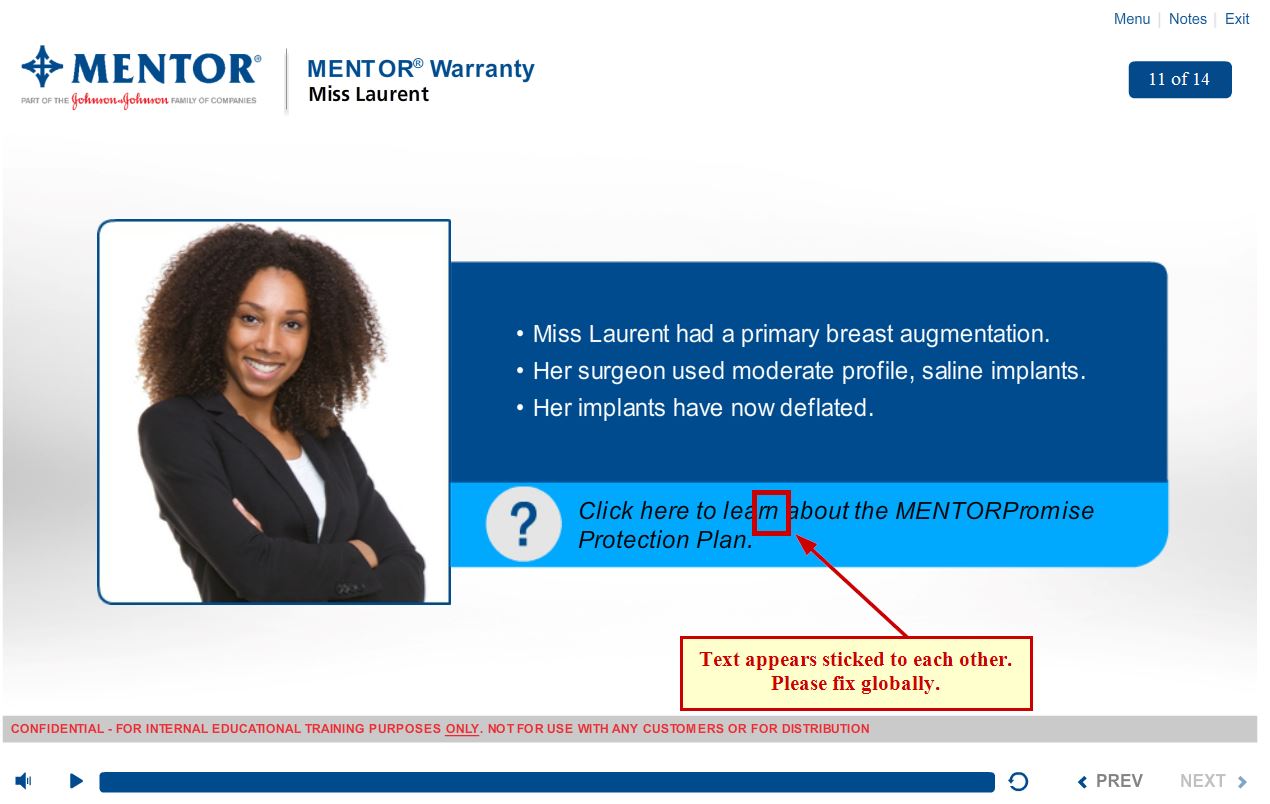 Menu | Notes | Exit
MENTOR®
PART OF THE Johnson & Johnson FAMILY OF COMPANIES
MENTOR® Warranty
Miss Laurent
11 of 14
• Miss Laurent had a primary breast augmentation.
• Her surgeon used moderate profile, saline implants.
• Her implants have now deflated.
?
Click here to learn about the MENTORPromise
Protection Plan.
Text appears sticked to each other.
Please fix globally.
CONFIDENTIAL - FOR INTERNAL EDUCATIONAL TRAINING PURPOSES ONLY. NOT FOR USE WITH ANY CUSTOMERS OR FOR DISTRIBUTION
PREV
NEXT